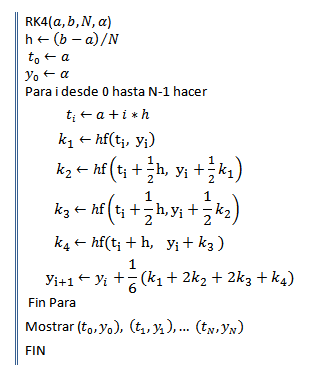 RK4(a, b, N, α)
h ← (b − a)/N
t₀ ← a
y₀ ← α
Para i desde 0 hasta N-1 hacer
tᵢ ← a + i ∗ h
k₁ ← hf(tᵢ, yᵢ)
k₂ ← hf(tᵢ + 1/2 h, yᵢ + 1/2 k₁)
k₃ ← hf(tᵢ + 1/2 h, yᵢ + 1/2 k₂)
k₄ ← hf(tᵢ + h, yᵢ + k₃ )
yᵢ₊₁ ← yᵢ + 1/6 (k₁ + 2k₂ + 2k₃ + k₄)
Fin Para
Mostrar (t₀, y₀), (t₁, y₁), … (t_N, y_N)
FIN